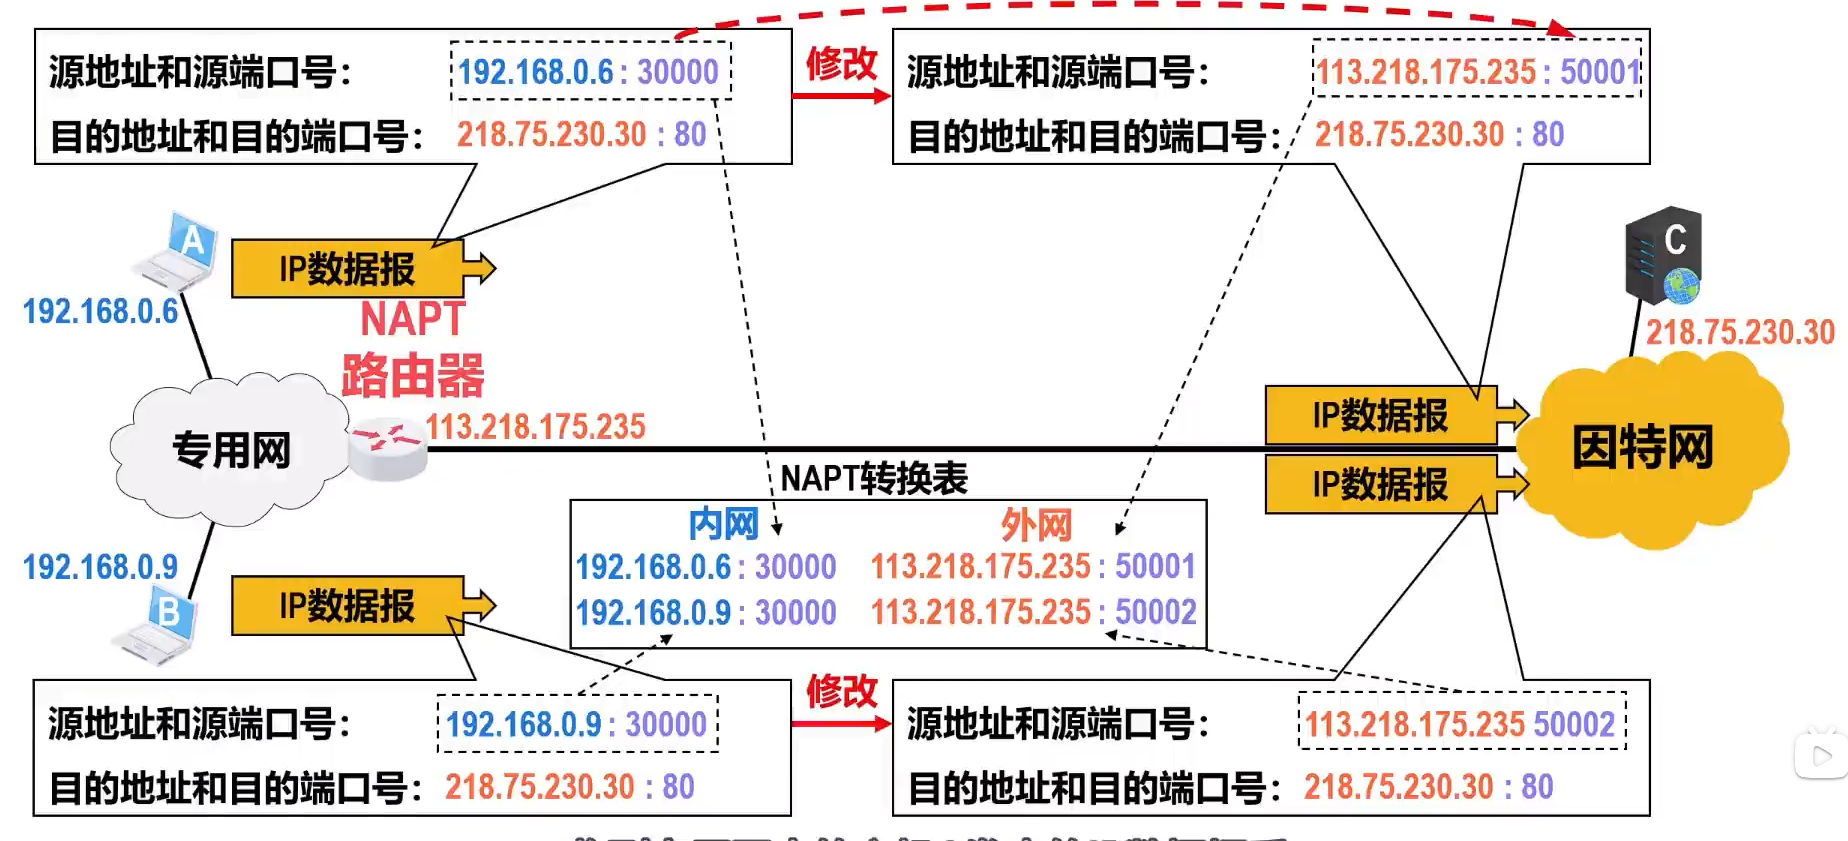 源地址和源端口号： 192.168.0.6 : 30000
目的地址和目的端口号： 218.75.230.30 : 80
修改
源地址和源端口号： 113.218.175.235 : 50001
目的地址和目的端口号： 218.75.230.30 : 80
A
IP数据报
192.168.0.6
NAPT
路由器
113.218.175.235
C
218.75.230.30
专用网
IP数据报
IP数据报
因特网
NAPT转换表
内网 外网
192.168.0.6 : 30000 113.218.175.235 : 50001
192.168.0.9 : 30000 113.218.175.235 : 50002
192.168.0.9
B
IP数据报
源地址和源端口号： 192.168.0.9 : 30000
目的地址和目的端口号： 218.75.230.30 : 80
修改
源地址和源端口号： 113.218.175.235 50002
目的地址和目的端口号： 218.75.230.30 : 80